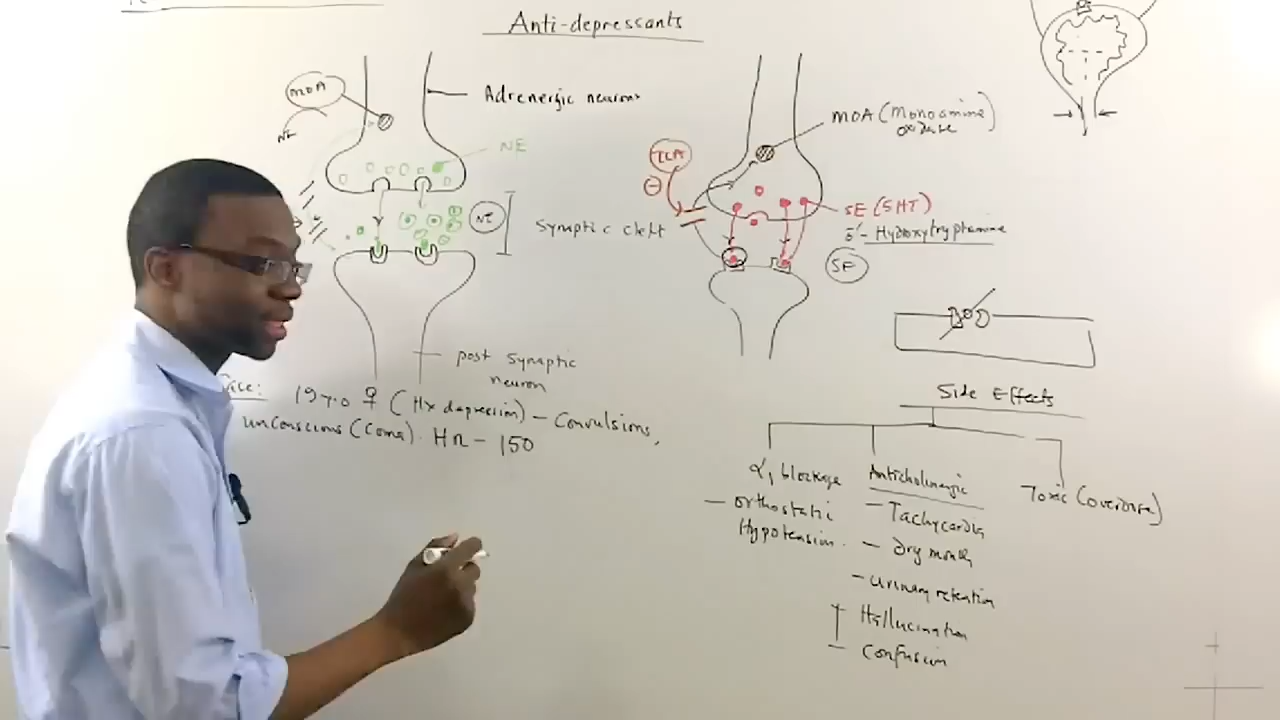 Anti-depressants
MOA
NE
Adrenergic neurons
NE
NE
Synaptic cleft
post synaptic
neuron
MOA (Monoamine
oxidase)
TCA
SE (5HT)
5'- Hydroxytryptamine
SE
Case: 19 y.o ♀ (Hx depression) - Convulsions,
unconscious (Coma). HR - 150
Side Effects
α1 blockage
- orthostatic
Hypotension.
Anticholinergic
- Tachycardia
- dry mouth
- urinary retention
Hallucination
- Confusion
Toxic (overdose)